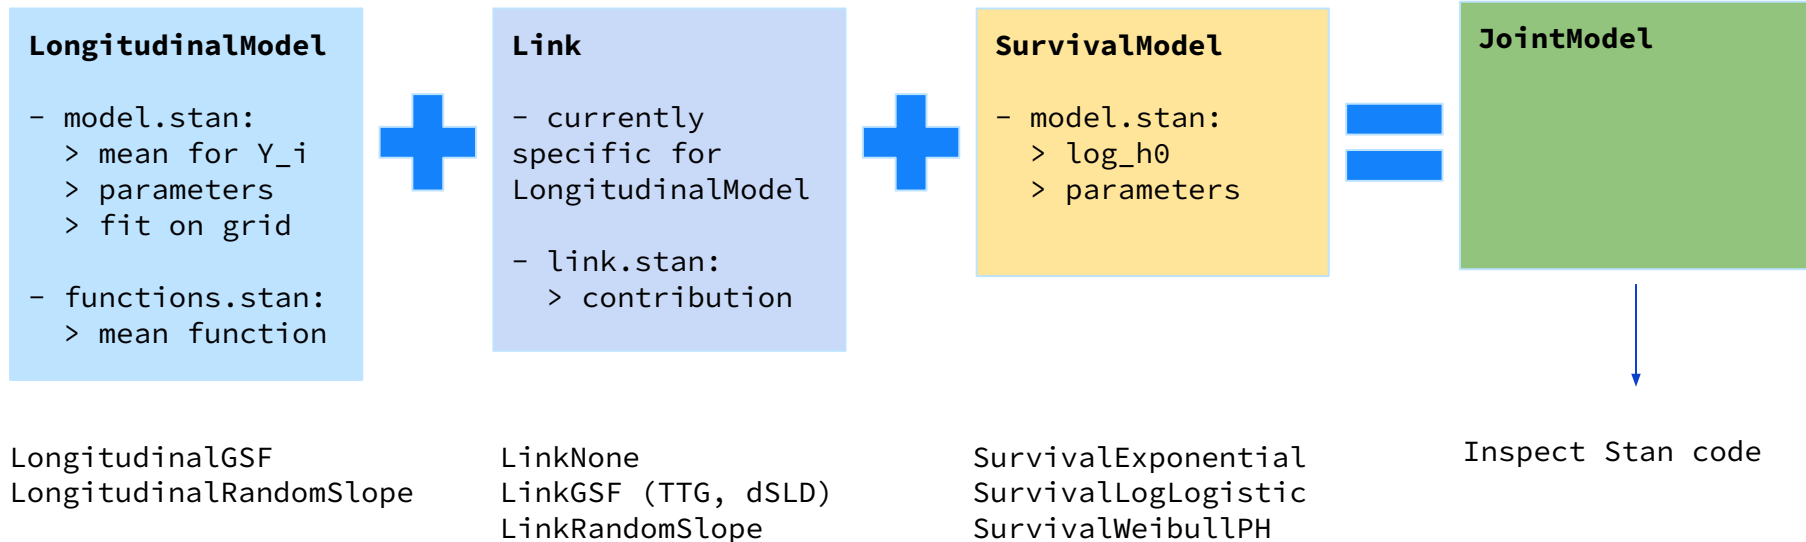 LongitudinalModel
- model.stan:
> mean for Y_i
> parameters
> fit on grid
- functions.stan:
> mean function
Link
- currently
specific for
LongitudinalModel
- link.stan:
> contribution
SurvivalModel
- model.stan:
> log_h0
> parameters
JointModel
LongitudinalGSF
LongitudinalRandomSlope
LinkNone
LinkGSF (TTG, dSLD)
LinkRandomSlope
SurvivalExponential
SurvivalLogLogistic
SurvivalWeibullPH
Inspect Stan code